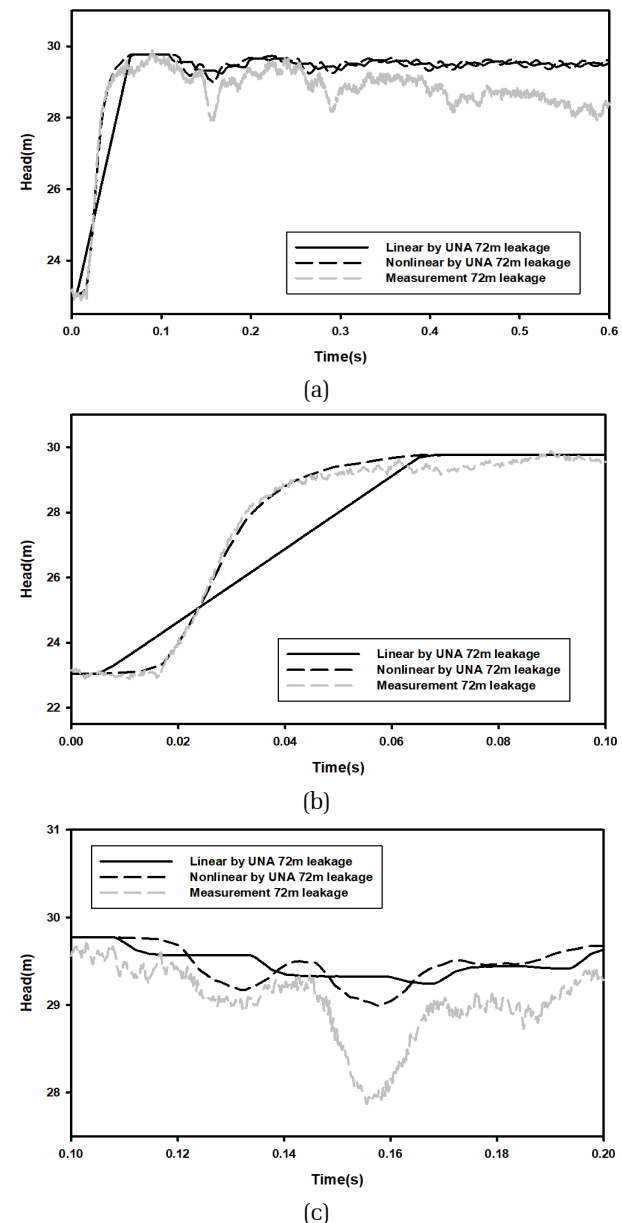 30
28
26
24
Head(m)
Linear by UNA 72m leakage
Nonlinear by UNA 72m leakage
Measurement 72m leakage
0.0 0.1 0.2 0.3 0.4 0.5 0.6
Time(s)
(a)
30
28
26
24
22
Head(m)
Linear by UNA 72m leakage
Nonlinear by UNA 72m leakage
Measurement 72m leakage
0.00 0.02 0.04 0.06 0.08 0.10
Time(s)
(b)
31
30
29
28
Head(m)
Linear by UNA 72m leakage
Nonlinear by UNA 72m leakage
Measurement 72m leakage
0.10 0.12 0.14 0.16 0.18 0.20
Time(s)
(c)